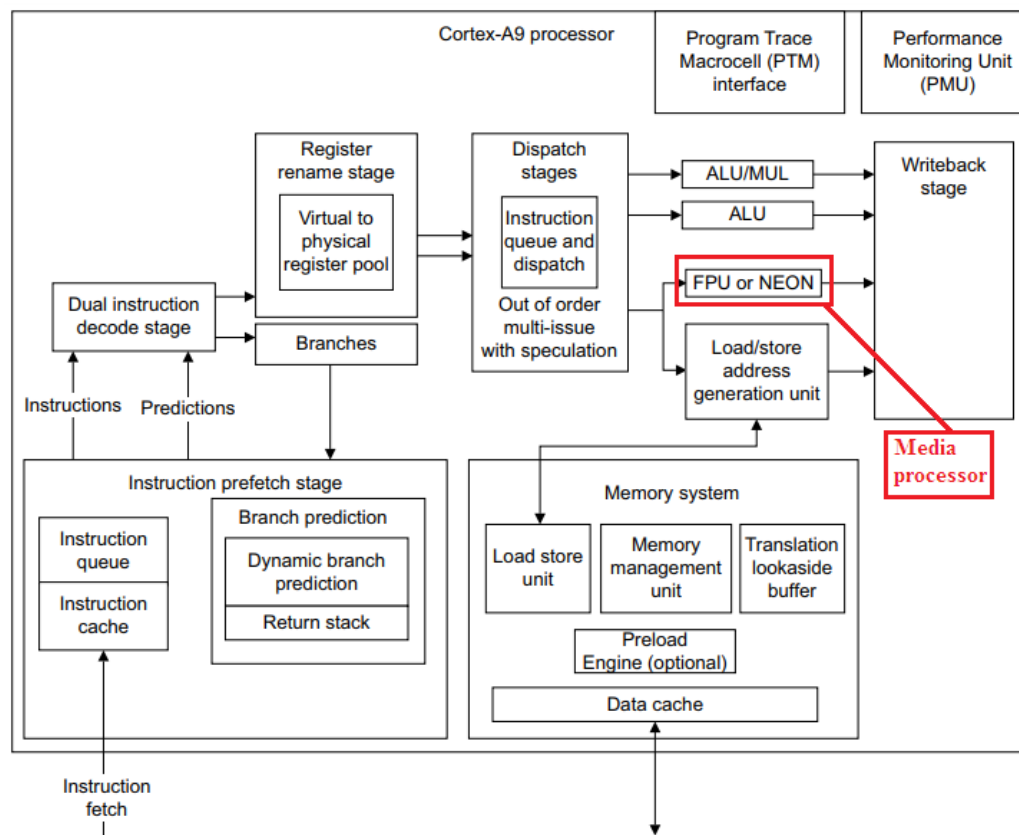 Cortex-A9 processor
Program Trace
Macrocell (PTM)
interface
Performance
Monitoring Unit
(PMU)
Register
rename stage
Virtual to
physical
register pool
Dispatch
stages
Instruction
queue and
dispatch
Out of order
multi-issue
with speculation
ALU/MUL
ALU
FPU or NEON
Load/store
address
generation unit
Writeback
stage
Media
processor
Dual instruction
decode stage
Branches
Instructions
Predictions
Instruction prefetch stage
Instruction
queue
Instruction
cache
Branch prediction
Dynamic branch
prediction
Return stack
Memory system
Load store
unit
Memory
management
unit
Translation
lookaside
buffer
Preload
Engine (optional)
Data cache
Instruction
fetch